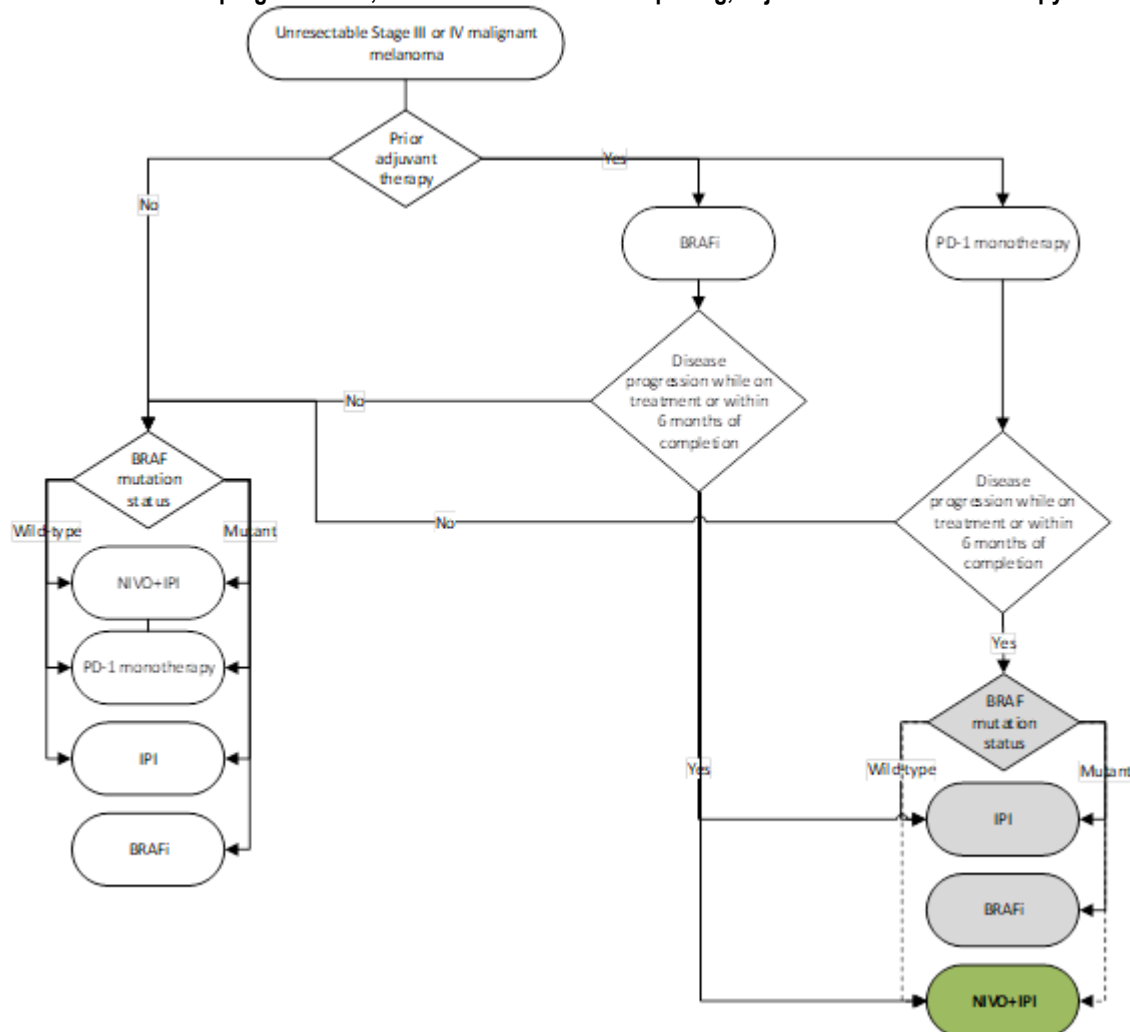 Unresectable Stage III or IV malignant
melanoma
Prior
adjuvant
therapy
Yes
No
BRAFi
PD-1 monotherapy
Disease
progression while on
treatment or within
6 months of
completion
No
BRAF
mutation
status
Disease
progression while on
treatment or within
6 months of
completion
No
Wild-type
Mutant
NIVO+IPI
Yes
PD-1 monotherapy
BRAF
mutation
status
IPI
Yes
Wild-type
Mutant
IPI
BRAFi
BRAFi
NIVO+IPI